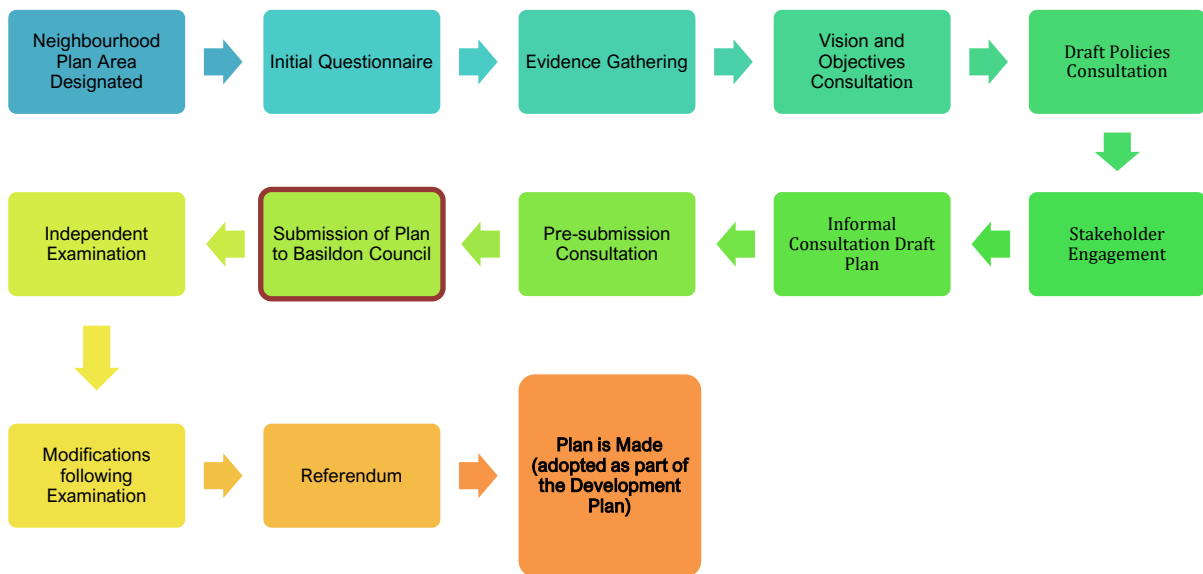 Neighbourhood
Plan Area
Designated
Initial Questionnaire
Evidence Gathering
Vision and
Objectives
Consultation
Draft Policies
Consultation
Stakeholder
Engagement
Informal
Consultation Draft
Plan
Pre-submission
Consultation
Submission of Plan
to Basildon Council
Independent
Examination
Modifications
following
Examination
Referendum
Plan is Made
(adopted as part of
the Development
Plan)